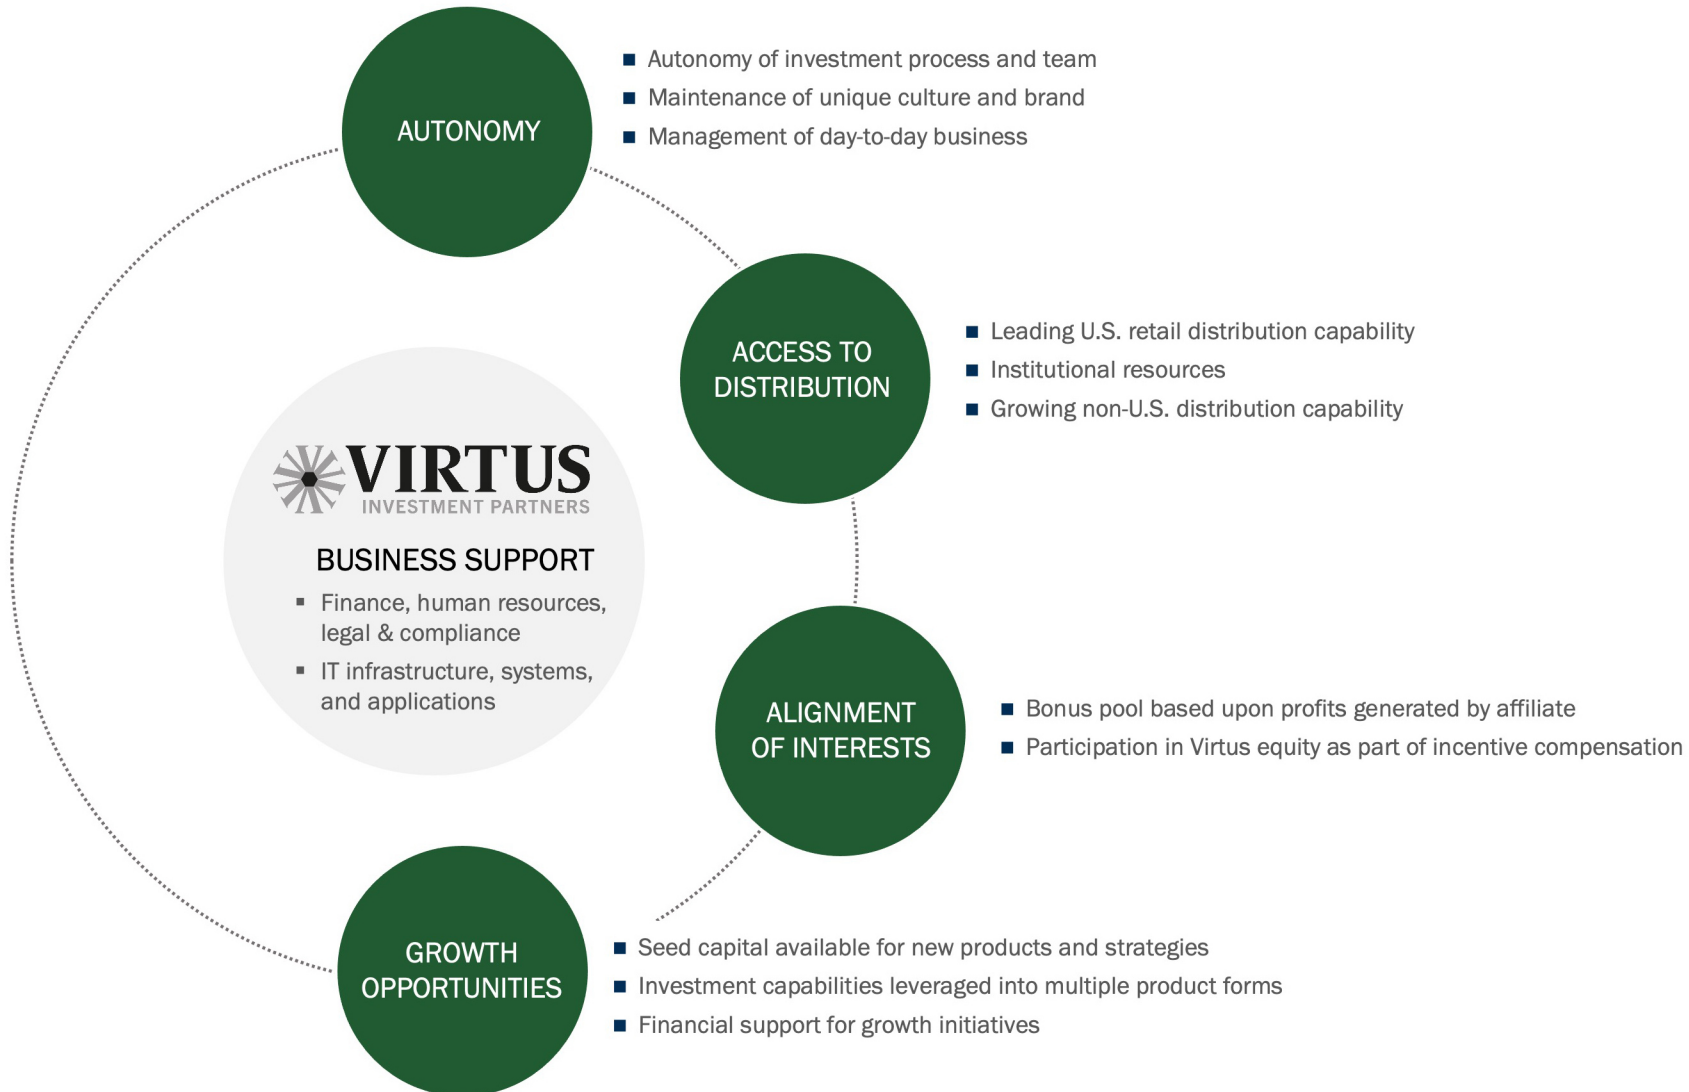 AUTONOMY
■ Autonomy of investment process and team
■ Maintenance of unique culture and brand
■ Management of day-to-day business
ACCESS TO
DISTRIBUTION
■ Leading U.S. retail distribution capability
■ Institutional resources
■ Growing non-U.S. distribution capability
VIRTUS
INVESTMENT PARTNERS
BUSINESS SUPPORT
▪ Finance, human resources,
legal & compliance
▪ IT infrastructure, systems,
and applications
ALIGNMENT
OF INTERESTS
■ Bonus pool based upon profits generated by affiliate
■ Participation in Virtus equity as part of incentive compensation
GROWTH
OPPORTUNITIES
■ Seed capital available for new products and strategies
■ Investment capabilities leveraged into multiple product forms
■ Financial support for growth initiatives